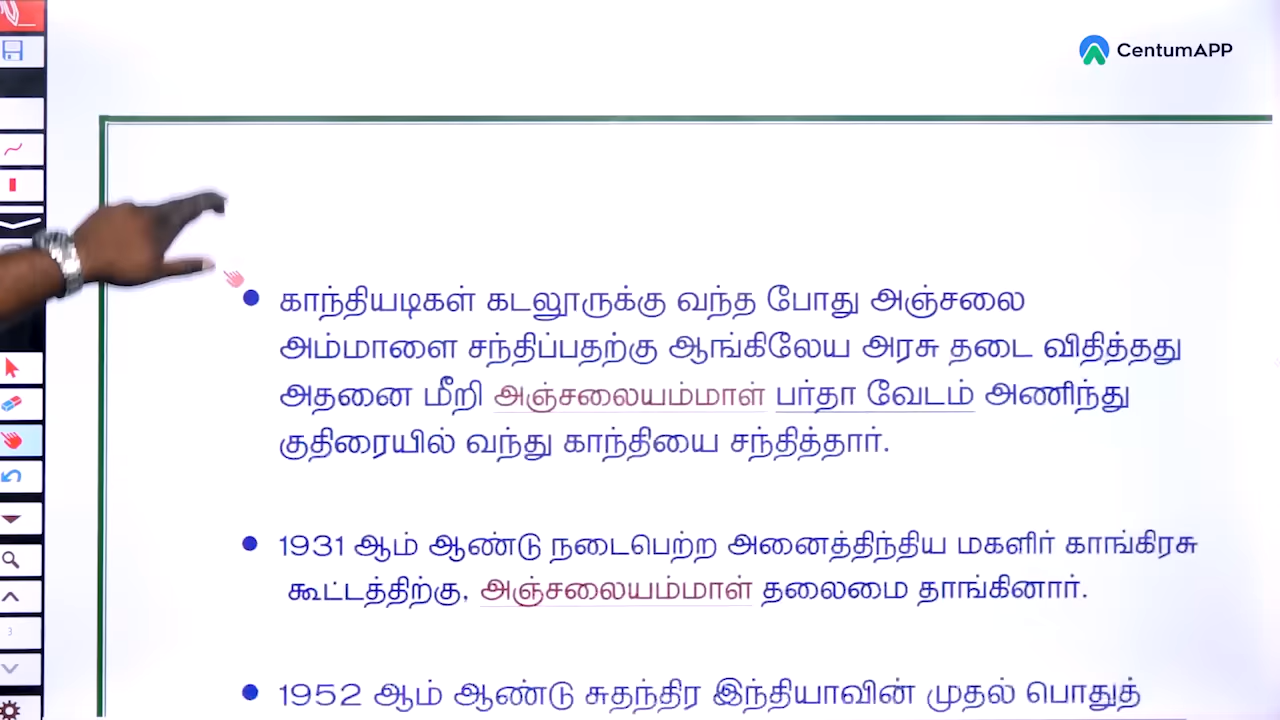 CentumAPP
காந்தியடிகள் கடலூருக்கு வந்த போது அஞ்சலை
அம்மாளை சந்திப்பதற்கு ஆங்கிலேய அரசு தடை விதித்தது
அதனை மீறி அஞ்சலையம்மாள் பர்தா வேடம் அணிந்து
குதிரையில் வந்து காந்தியை சந்தித்தார்.
1931 ஆம் ஆண்டு நடைபெற்ற அனைத்திந்திய மகளிர் காங்கிரசு
கூட்டத்திற்கு, அஞ்சலையம்மாள் தலைமை தாங்கினார்.
1952 ஆம் ஆண்டு சுதந்திர இந்தியாவின் முதல் பொதுத்
3